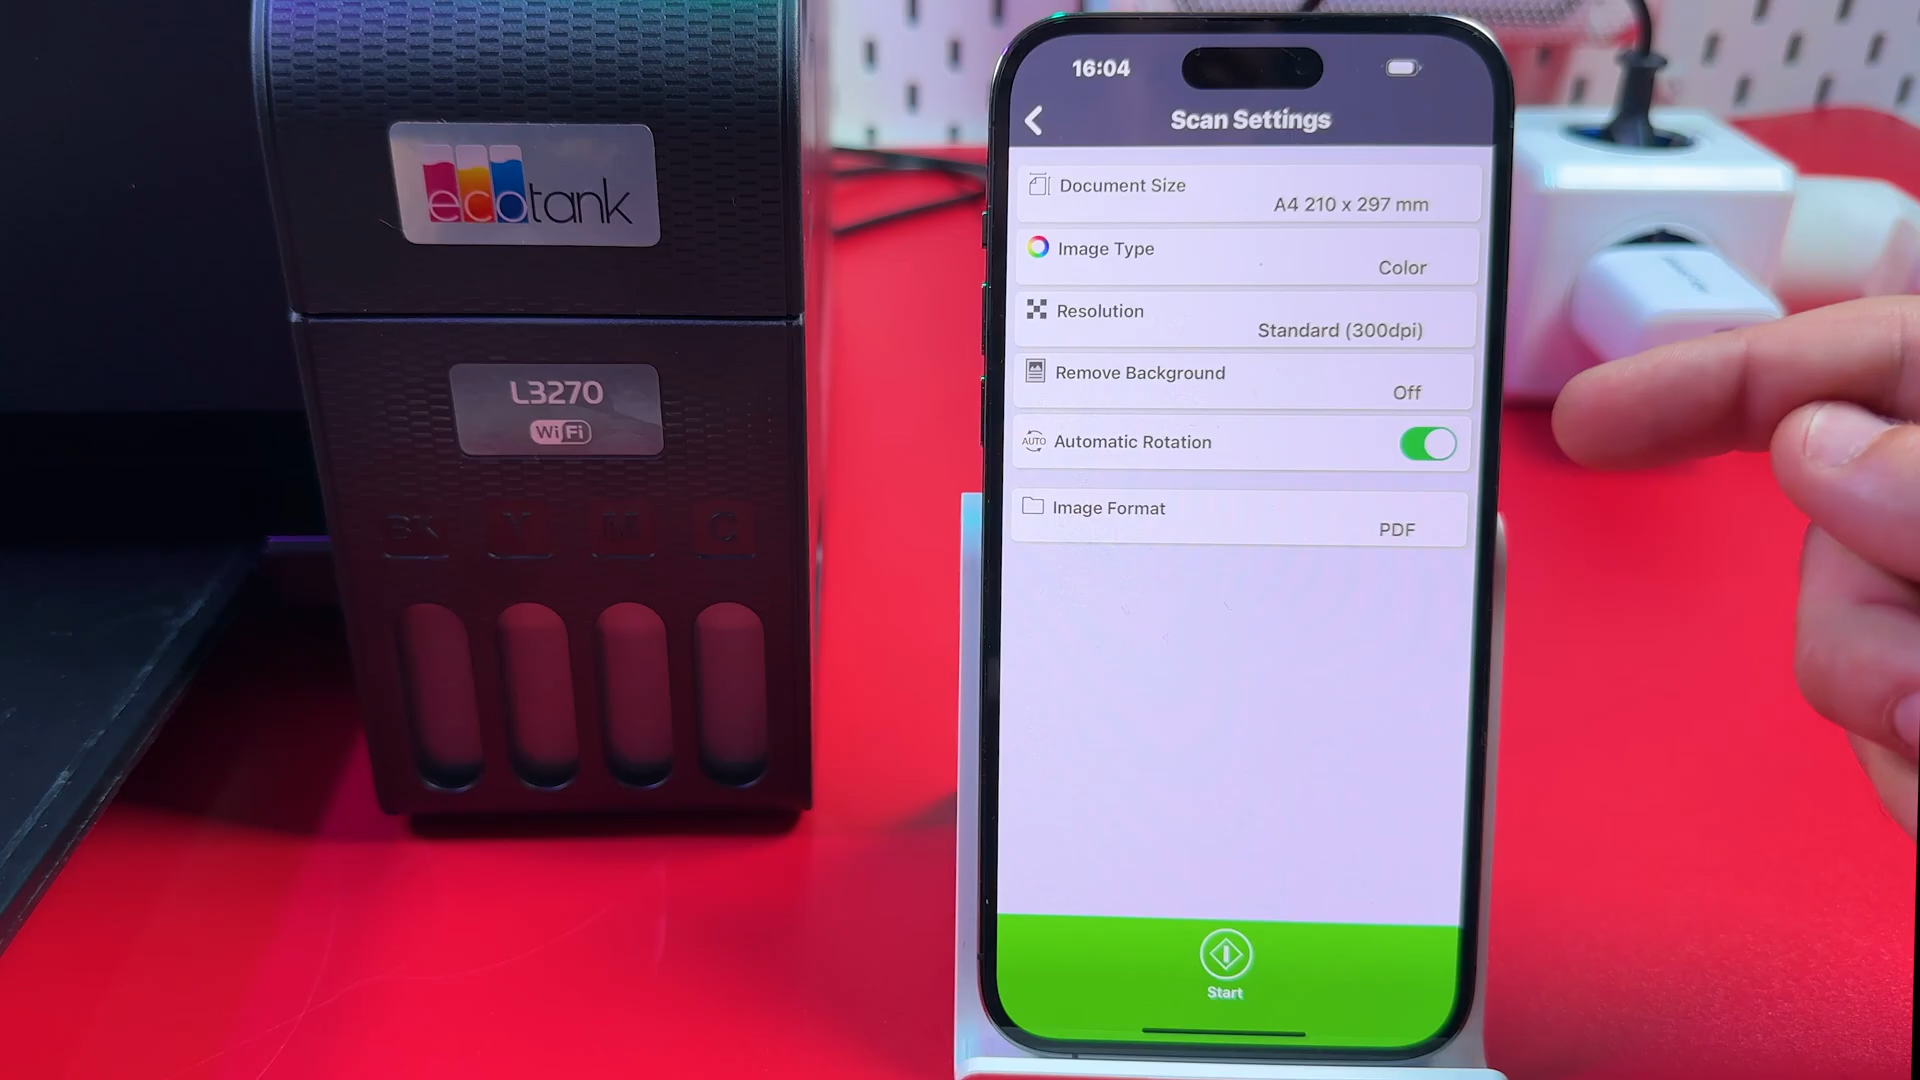 ecotank
L3270
WiFi
BK Y M C
16:04
Scan Settings
Document Size
A4 210 x 297 mm
Image Type
Color
Resolution
Standard (300dpi)
Remove Background
Off
AUTO Automatic Rotation
Image Format
PDF
Start